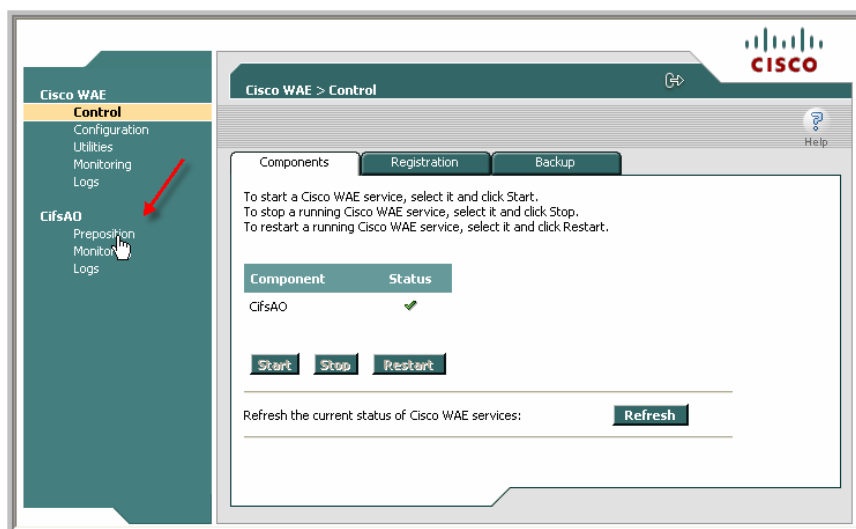 CISCO
Cisco WAE
Control
Configuration
Utilities
Monitoring
Logs
CifsAO
Preposition
Logs
Cisco WAE > Control
Help
Components Registration Backup
To start a Cisco WAE service, select it and click Start.
To stop a running Cisco WAE service, select it and click Stop.
To restart a running Cisco WAE service, select it and click Restart.
Component Status
CifsAO
Start Stop Restart
Refresh the current status of Cisco WAE services: Refresh